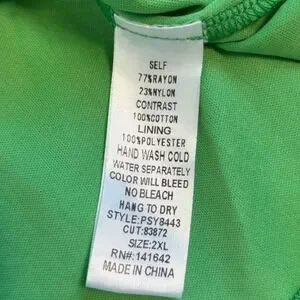 SELF
77%RAYON
23%NYLON
CONTRAST
100%COTTON
LINING
100%POLYESTER
HAND WASH COLD
WATER SEPARATELY
COLOR WILL BLEED
NO BLEACH
HANG TO DRY
STYLE:PSY8443
CUT:83872
SIZE:2XL
RN#:141642
MADE IN CHINA